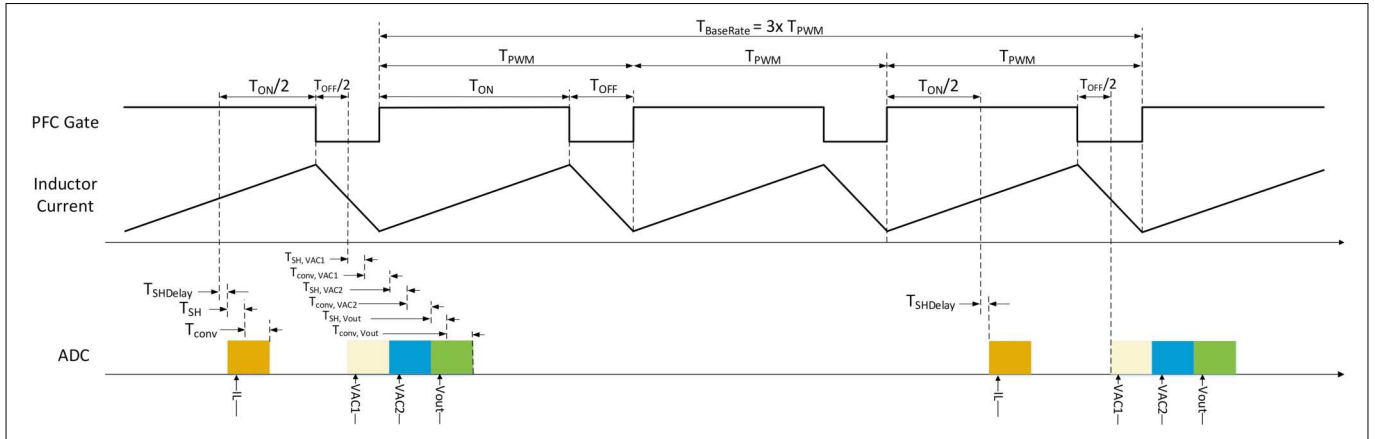 T_BaseRate = 3x T_PWM
T_PWM T_PWM T_PWM
T_ON/2 T_OFF/2 T_ON T_OFF T_ON/2 T_OFF/2
PFC Gate
Inductor
Current
T_SH, VAC1
T_conv, VAC1
T_SH, VAC2
T_conv, VAC2
T_SH, Vout
T_conv, Vout
T_SHDelay
T_SH
T_conv
T_SHDelay
ADC
IL VAC1 VAC2 Vout IL VAC1 VAC2 Vout